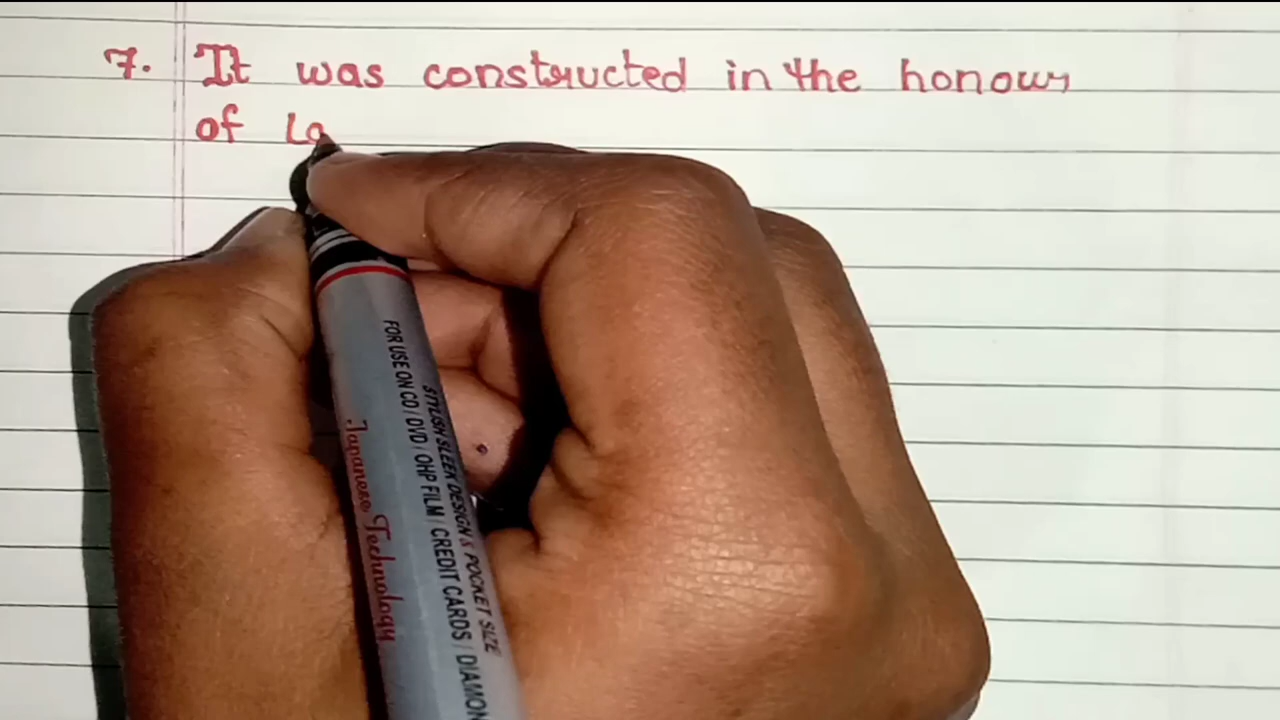 7. It was constructed in the honour
of Lo
STYLISH SLEEK DESIGN & POCKET SIZE
FOR USE ON CD / DVD / OHP FILM / CREDIT CARDS / DIAMON
Japanese Technology